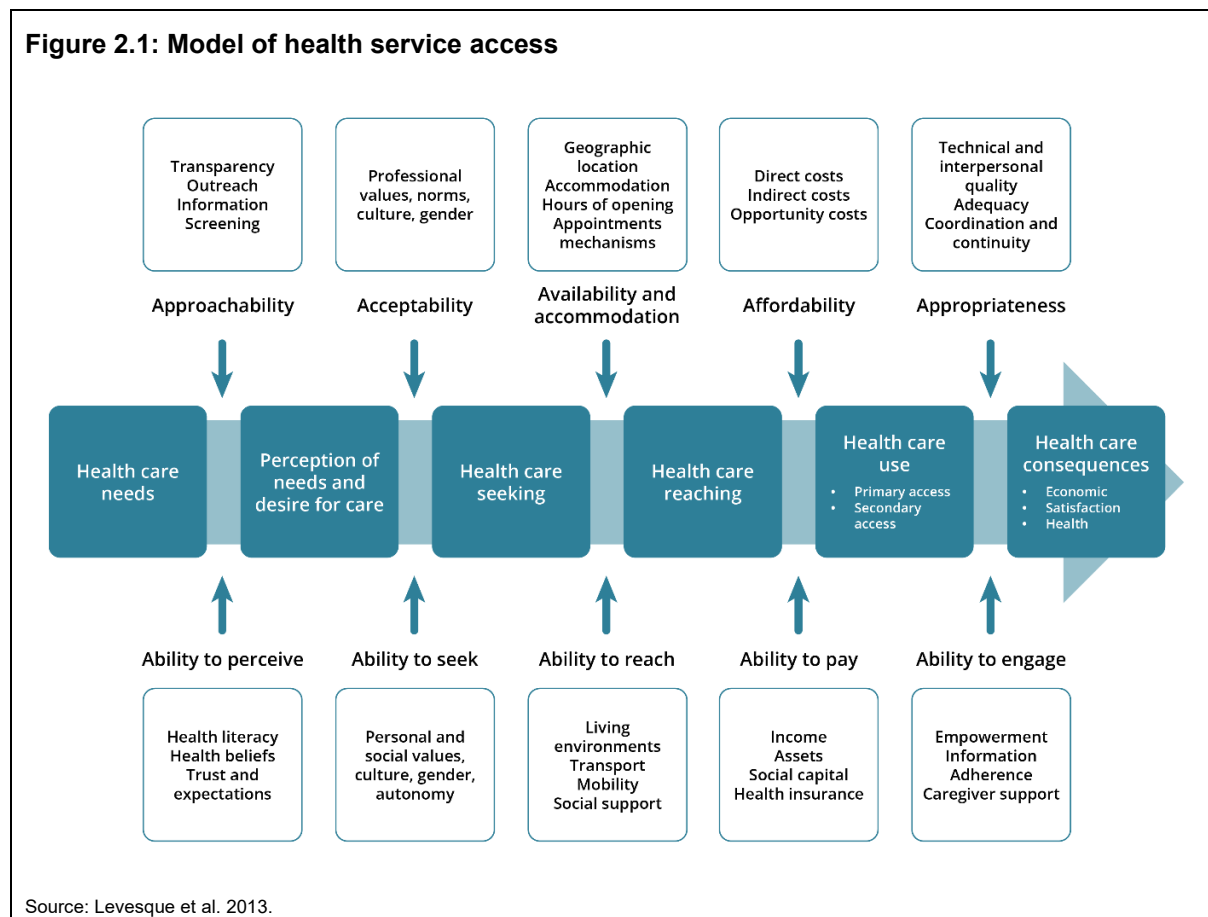 Figure 2.1: Model of health service access
Transparency
Outreach
Information
Screening
Professional
values, norms,
culture, gender
Geographic
location
Accommodation
Hours of opening
Appointments
mechanisms
Direct costs
Indirect costs
Opportunity costs
Technical and
interpersonal
quality
Adequacy
Coordination and
continuity
Approachability
Acceptability
Availability and
accommodation
Affordability
Appropriateness
Health care
needs
Perception of
needs and
desire for care
Health care
seeking
Health care
reaching
Health care
use
• Primary access
• Secondary
access
Health care
consequences
• Economic
• Satisfaction
• Health
Ability to perceive
Ability to seek
Ability to reach
Ability to pay
Ability to engage
Health literacy
Health beliefs
Trust and
expectations
Personal and
social values,
culture, gender,
autonomy
Living
environments
Transport
Mobility
Social support
Income
Assets
Social capital
Health insurance
Empowerment
Information
Adherence
Caregiver support
Source: Levesque et al. 2013.